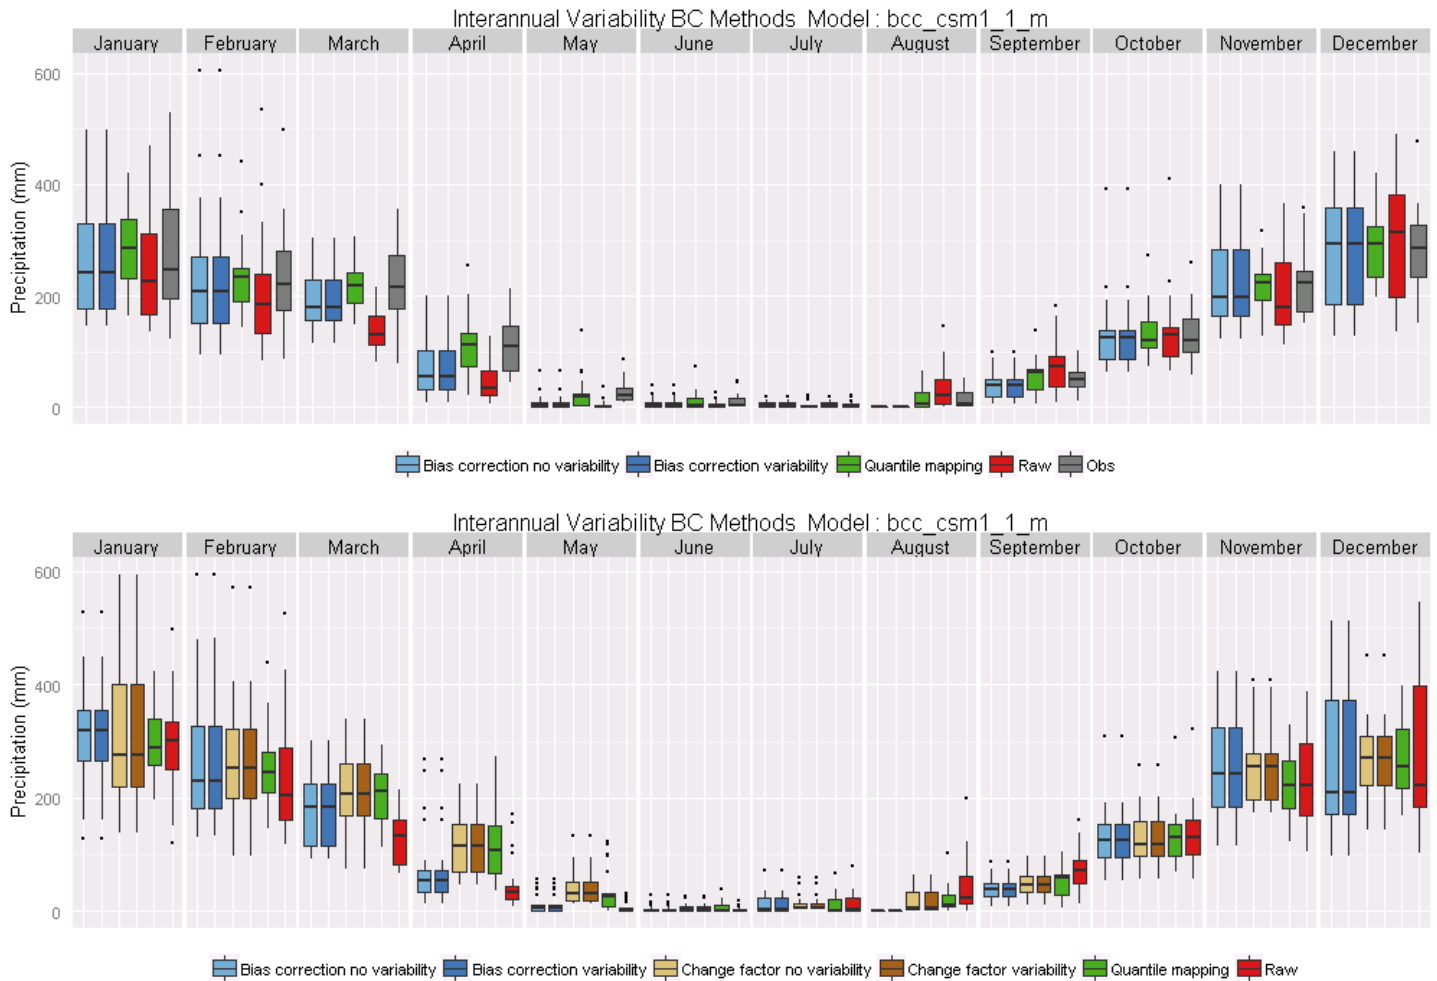 Interannual Variability BC Methods Model : bcc_csm1_1_m
January February March April May June July August September October November December
Precipitation (mm)
600
400
200
0
Bias correction no variability Bias correction variability Quantile mapping Raw Obs
Interannual Variability BC Methods Model : bcc_csm1_1_m
January February March April May June July August September October November December
Precipitation (mm)
600
400
200
0
Bias correction no variability Bias correction Variability Change factor no variability Change factor variability Quantile mapping Raw